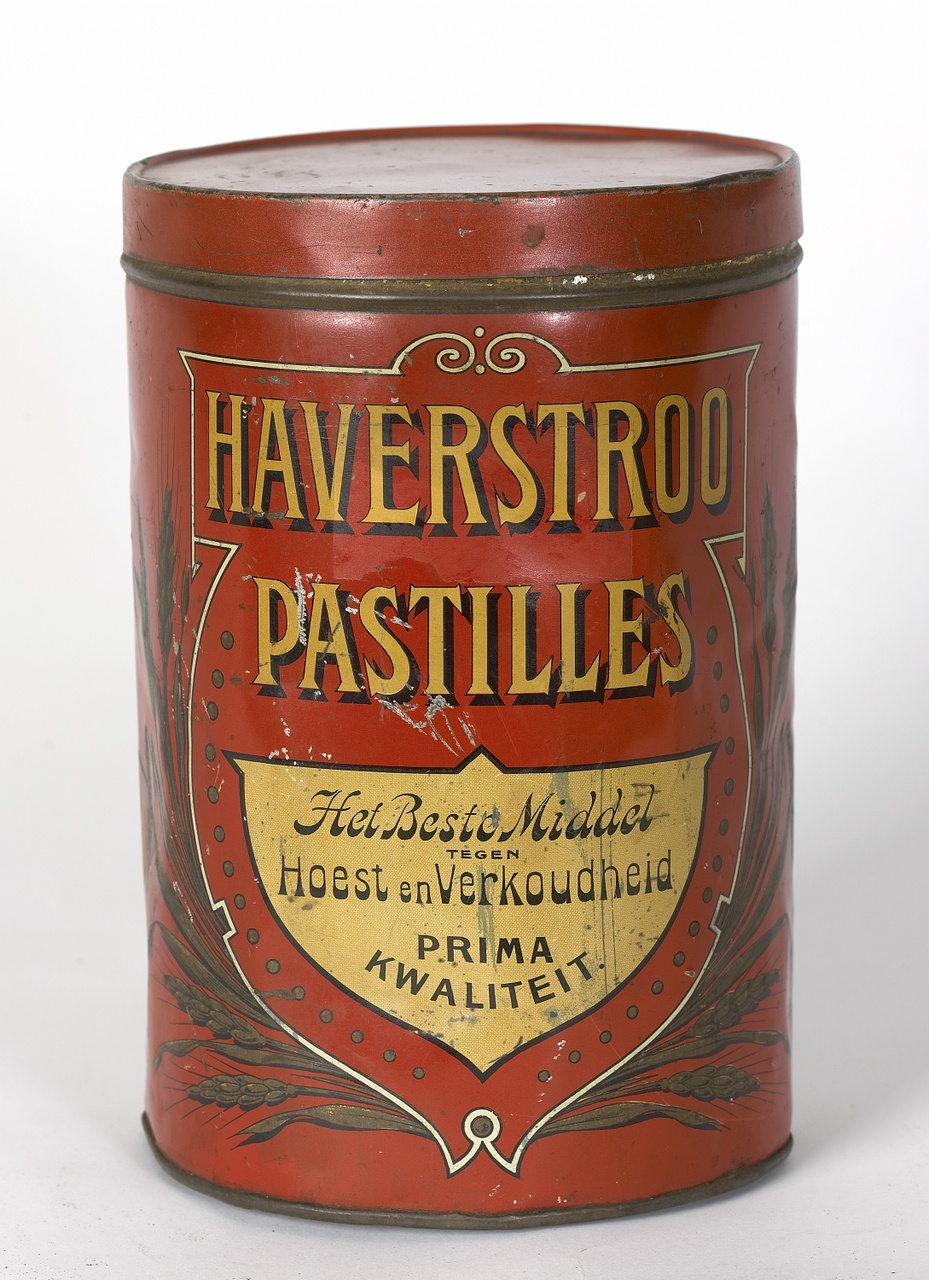 HAVERSTROO
PASTILLES
Het Beste Middel
TEGEN
Hoest en Verkoudheid
PRIMA
KWALITEIT.